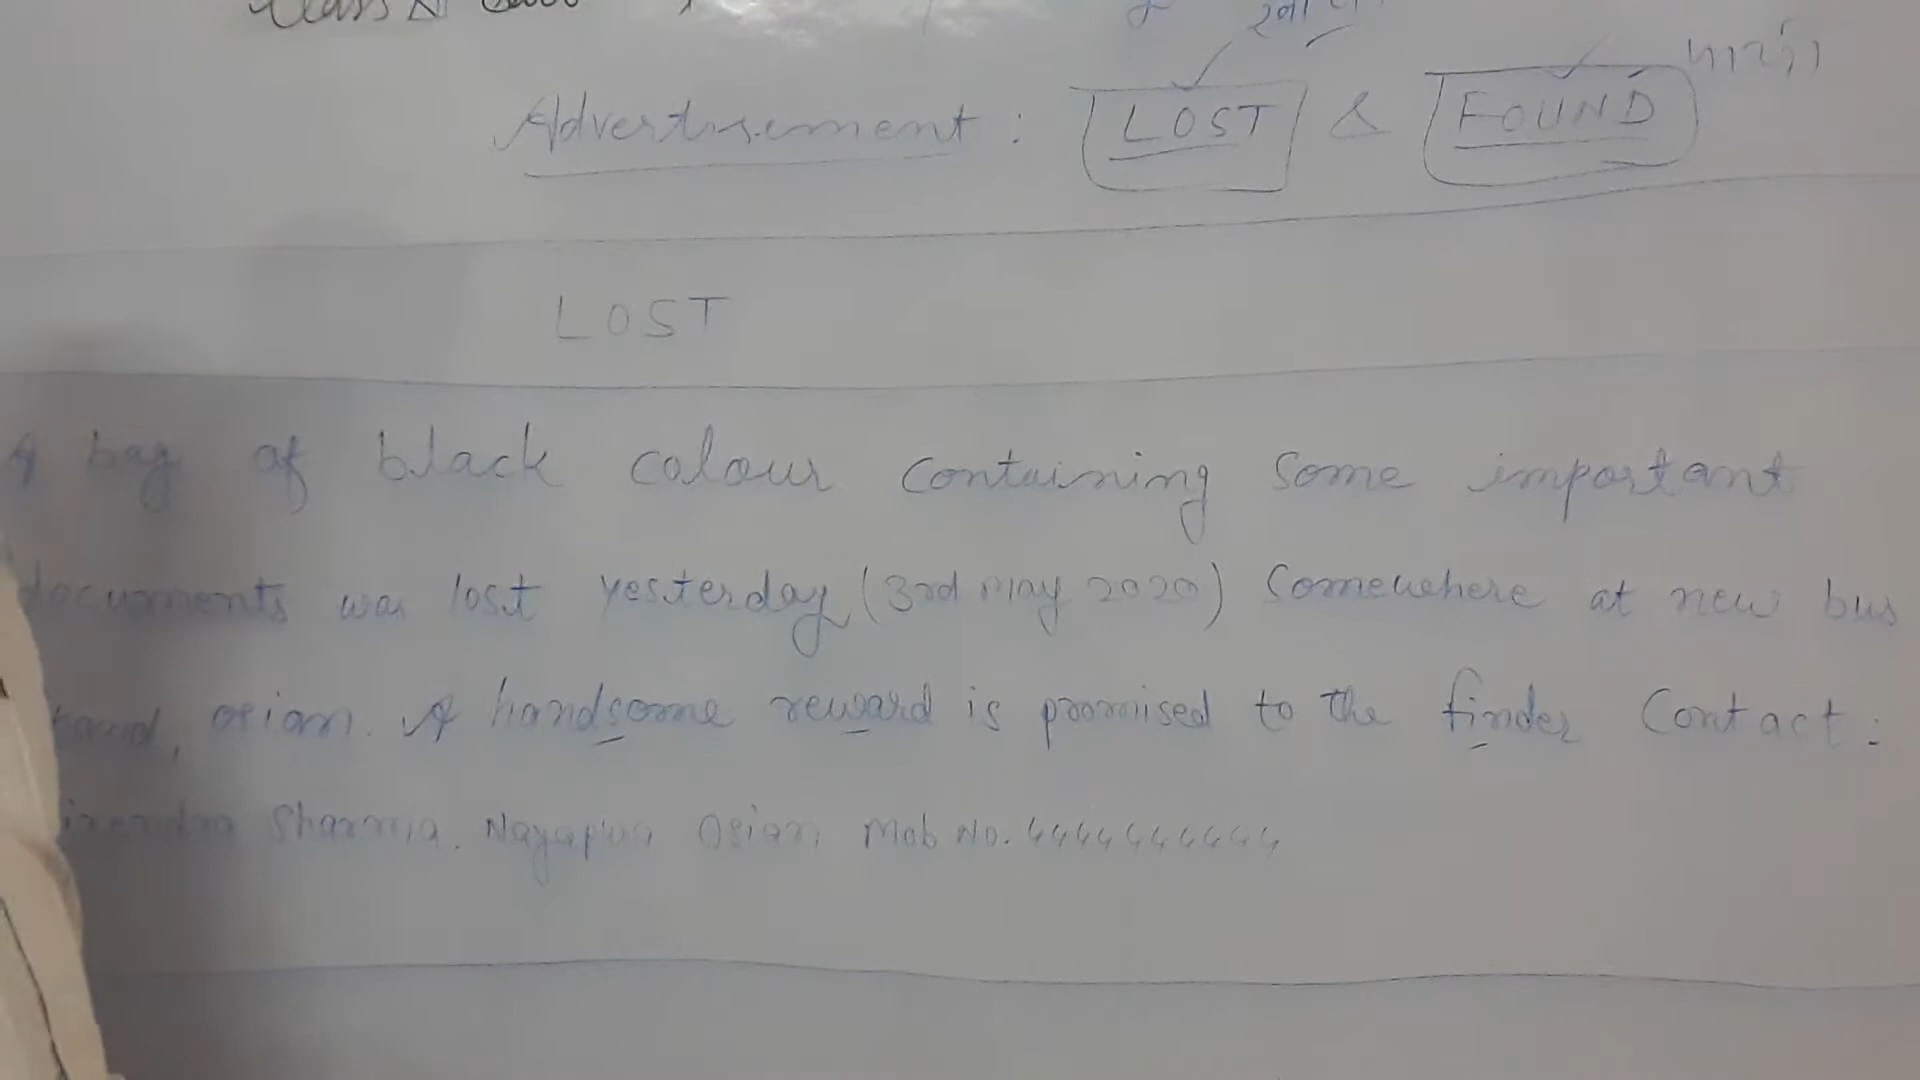 Class
Advertisement : LOST & FOUND
LOST
A bag of black colour containing some important
documents was lost yesterday (3rd may 2020) Somewhere at new bus
osian. A handsome reward is promised to the finder Contact :
Sharma. Nayapura Osian Mob No. 4444444444